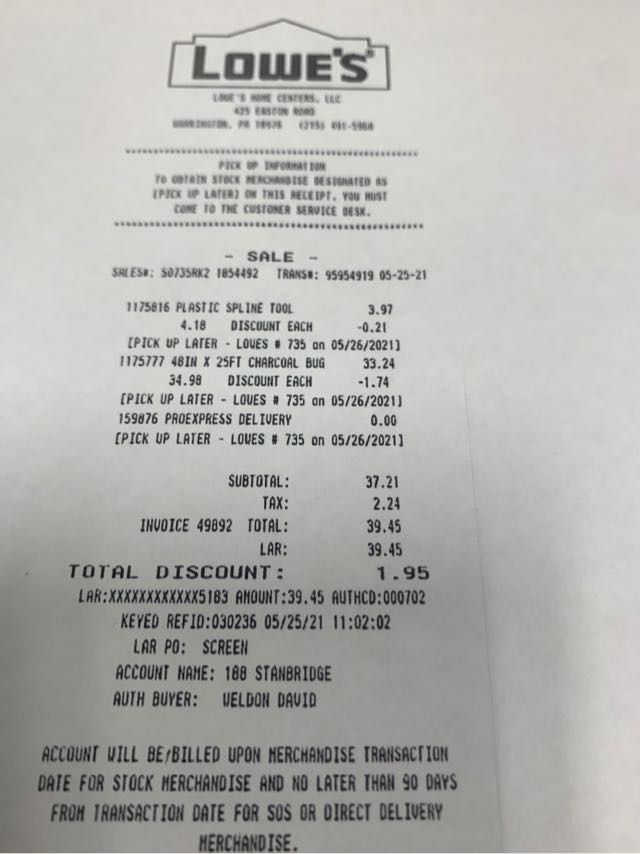 LOWE'S
LOWE'S HOME CENTERS, LLC
425 EASTON ROAD
WARRINGTON, PA 18976 (215)
PICK UP INFORMATION
TO OBTAIN STOCK MERCHANDISE DESIGNATED AS
[PICK UP LATER] ON THIS RECEIPT, YOU MUST
COME TO THE CUSTOMER SERVICE DESK.
- SALE -
SALES#: S0735RK2 1854492 TRANS#: 95954919 05-25-21
1175816 PLASTIC SPLINE TOOL 3.97
4.18 DISCOUNT EACH -0.21
[PICK UP LATER - LOWES # 735 on 05/26/2021]
1175777 48IN X 25FT CHARCOAL BUG 33.24
34.98 DISCOUNT EACH -1.74
[PICK UP LATER - LOWES # 735 on 05/26/2021]
159876 PROEXPRESS DELIVERY 0.00
[PICK UP LATER - LOWES # 735 on 05/26/2021]
SUBTOTAL: 37.21
TAX: 2.24
INVOICE 49892 TOTAL: 39.45
LAR: 39.45
TOTAL DISCOUNT: 1.95
LAR:XXXXXXXXXXXX5183 AMOUNT:39.45 AUTHCD:000702
KEYED REFID:030236 05/25/21 11:02:02
LAR PO: SCREEN
ACCOUNT NAME: 188 STANBRIDGE
AUTH BUYER: WELDON DAVID
ACCOUNT WILL BE BILLED UPON MERCHANDISE TRANSACTION
DATE FOR STOCK MERCHANDISE AND NO LATER THAN 90 DAYS
FROM TRANSACTION DATE FOR SOS OR DIRECT DELIVERY
MERCHANDISE.